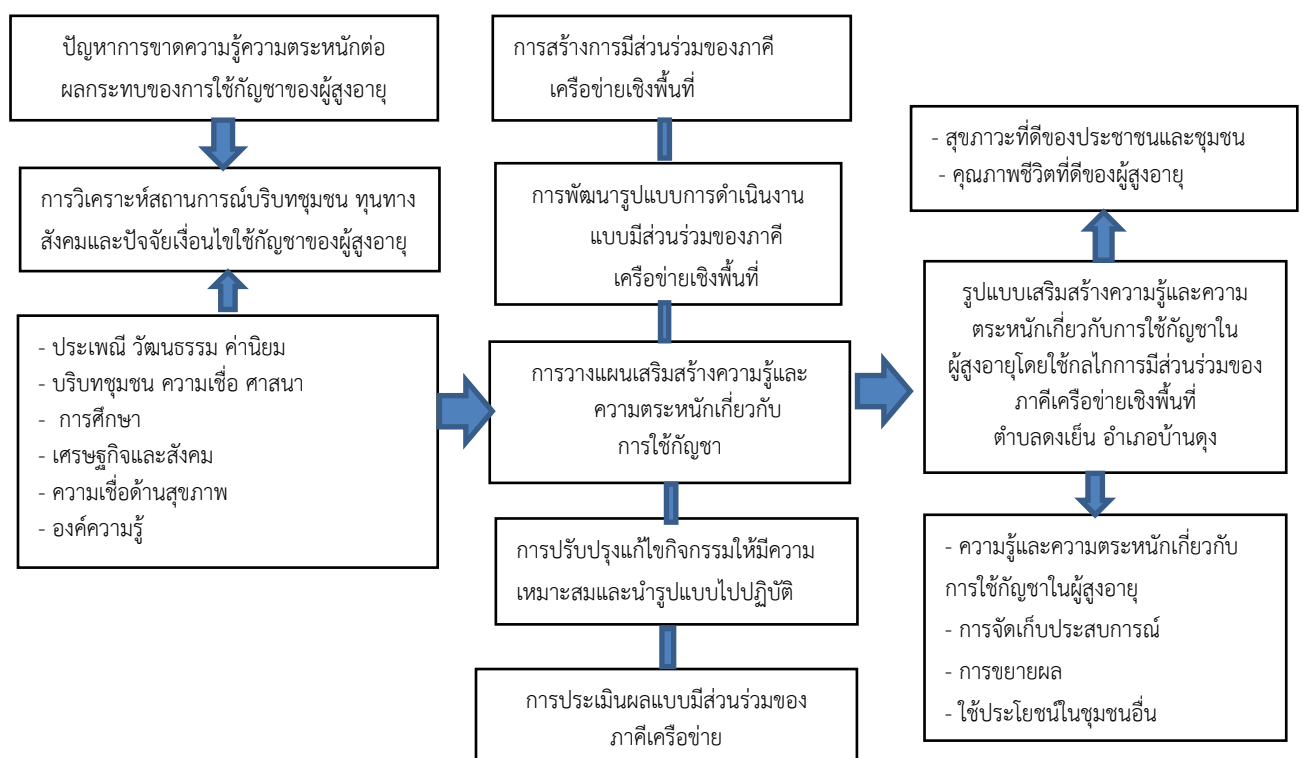 ปัญหาการขาดความรู้ความตระหนักต่อ
ผลกระทบของการใช้กัญชาของผู้สูงอายุ
การวิเคราะห์สถานการณ์บริบทชุมชน ทุนทาง
สังคมและปัจจัยเงื่อนไขใช้กัญชาของผู้สูงอายุ
- ประเพณี วัฒนธรรม ค่านิยม
- บริบทชุมชน ความเชื่อ ศาสนา
- การศึกษา
- เศรษฐกิจและสังคม
- ความเชื่อด้านสุขภาพ
- องค์ความรู้
การสร้างการมีส่วนร่วมของภาคี
เครือข่ายเชิงพื้นที่
การพัฒนารูปแบบการดำเนินงาน
แบบมีส่วนร่วมของภาคี
เครือข่ายเชิงพื้นที่
การวางแผนเสริมสร้างความรู้และ
ความตระหนักเกี่ยวกับ
การใช้กัญชา
การปรับปรุงแก้ไขกิจกรรมให้มีความ
เหมาะสมและนำรูปแบบไปปฏิบัติ
การประเมินผลแบบมีส่วนร่วมของ
ภาคีเครือข่าย
- สุขภาวะที่ดีของประชาชนและชุมชน
- คุณภาพชีวิตที่ดีของผู้สูงอายุ
รูปแบบเสริมสร้างความรู้และความ
ตระหนักเกี่ยวกับการใช้กัญชาใน
ผู้สูงอายุโดยใช้กลไกการมีส่วนร่วมของ
ภาคีเครือข่ายเชิงพื้นที่
ตำบลดงเย็น อำเภอบ้านดุง
- ความรู้และความตระหนักเกี่ยวกับ
การใช้กัญชาในผู้สูงอายุ
- การจัดเก็บประสบการณ์
- การขยายผล
- ใช้ประโยชน์ในชุมชนอื่น